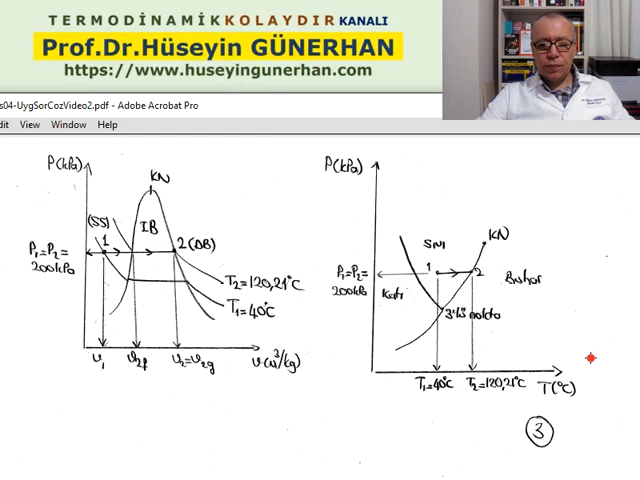 TERMODİNAMİKKOLAYDIR KANALI
Prof.Dr.Hüseyin GÜNERHAN
https://www.huseyingunerhan.com
s04-UygSorCozVideo2.pdf - Adobe Acrobat Pro
dit View Window Help
P(kPa)
KN
(SS)
IB
1
2(DB)
P₁=P₂=
200kPa
T₂=120,21°C
T₁=40°C
v₁
v₂f
v₂=v₂g
v(m³/kg)
P(kPa)
KN
SIVI
1
2
P₁=P₂=
200kPa
Katı
Buhar
3'lü nokta
T₁=40°C
T₂=120,21°C
T(°C)
3